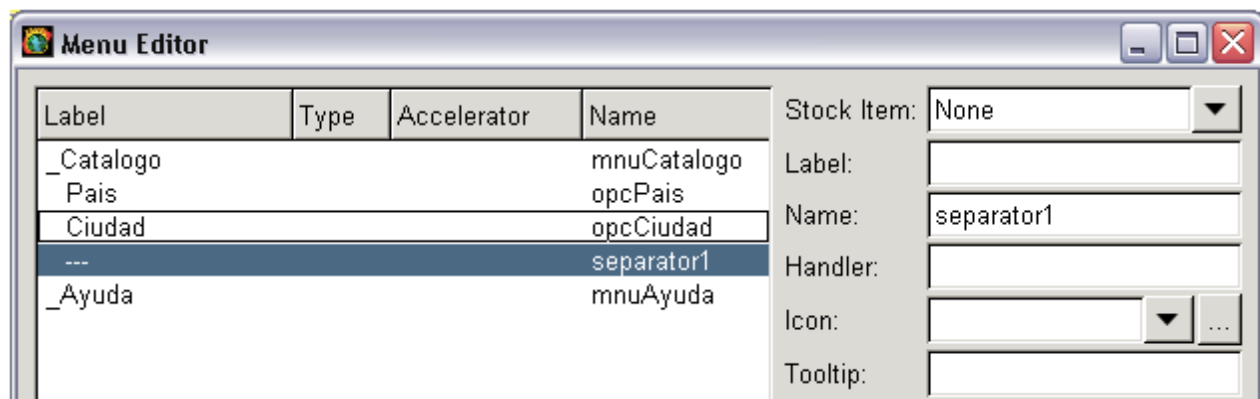 Menu Editor
Label Type Accelerator Name
_Catalogo mnuCatalogo
Pais opcPais
Ciudad opcCiudad
--- separator1
_Ayuda mnuAyuda
Stock Item: None
Label:
Name: separator1
Handler:
Icon: ...
Tooltip: